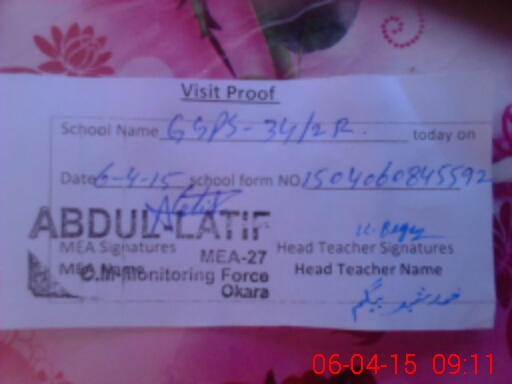 Visit Proof
School Name GGPS-34/2R. today on
Date 6-4-15 school form NO 1504060845592
ABDUL-LATIF
MEA Signatures MEA-27 Head Teacher Signatures
MEA Name C.M monitoring Force Head Teacher Name
Okara
خورشید بیگم
06-04-15 09:11